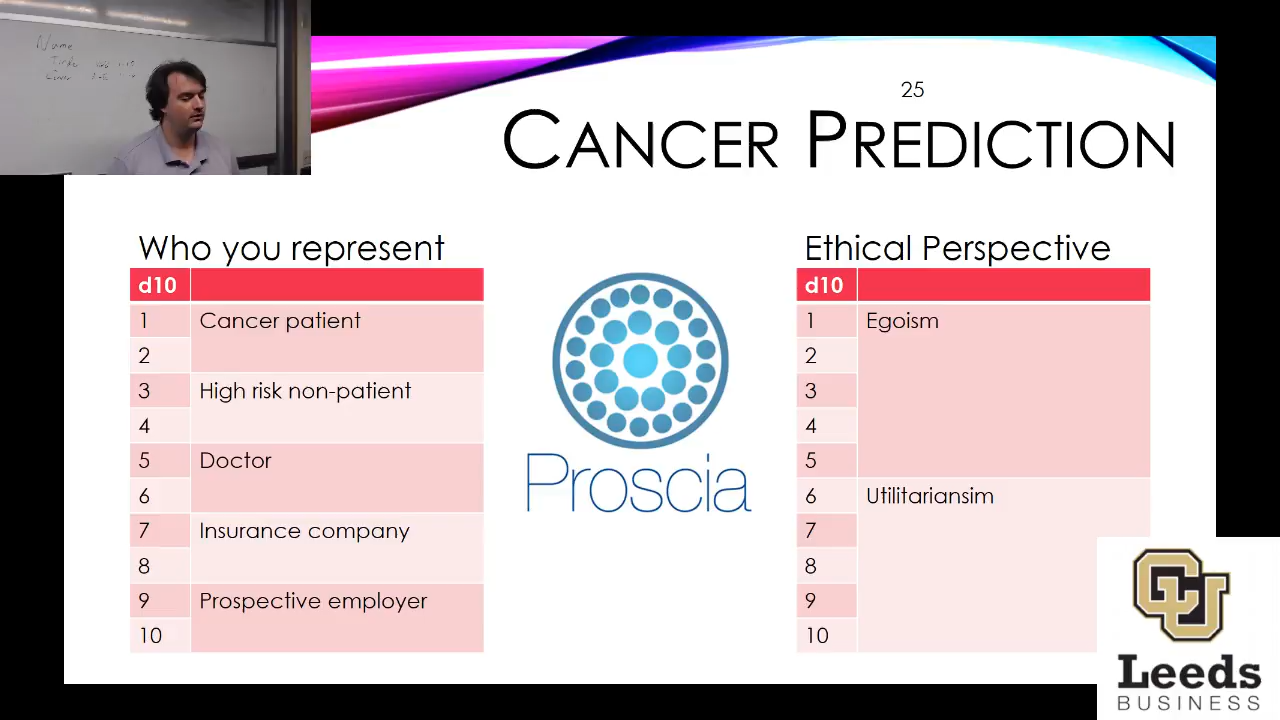 Name
25
CANCER PREDICTION
Who you represent
d10
1 Cancer patient
2
3 High risk non-patient
4
5 Doctor
6
7 Insurance company
8
9 Prospective employer
10
Proscia
Ethical Perspective
d10
1 Egoism
2
3
4
5
6 Utilitariansim
7
8
9
10
CU
Leeds
BUSINESS